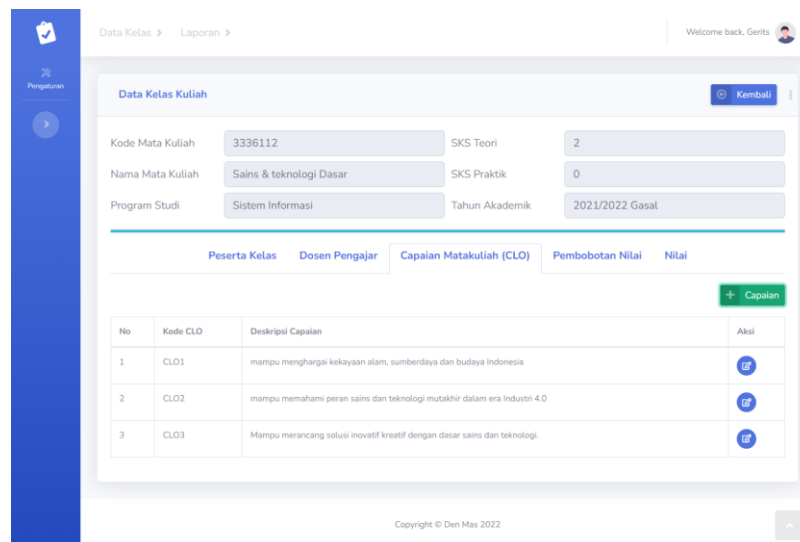 Data Kelas > Laporan >
Welcome back, Gerits
Pengaturan
Data Kelas Kuliah
Kembali
Kode Mata Kuliah 3336112 SKS Teori 2
Nama Mata Kuliah Sains & teknologi Dasar SKS Praktik 0
Program Studi Sistem Informasi Tahun Akademik 2021/2022 Gasal
Peserta Kelas Dosen Pengajar Capaian Matakuliah (CLO) Pembobotan Nilai Nilai
+ Capaian
No Kode CLO Deskripsi Capaian Aksi
1 CLO1 mampu menghargai kekayaan alam, sumberdaya dan budaya Indonesia
2 CLO2 mampu memahami peran sains dan teknologi mutakhir dalam era Industri 4.0
3 CLO3 Mampu merancang solusi inovatif kreatif dengan dasar sains dan teknologi.
Copyright © Den Mas 2022